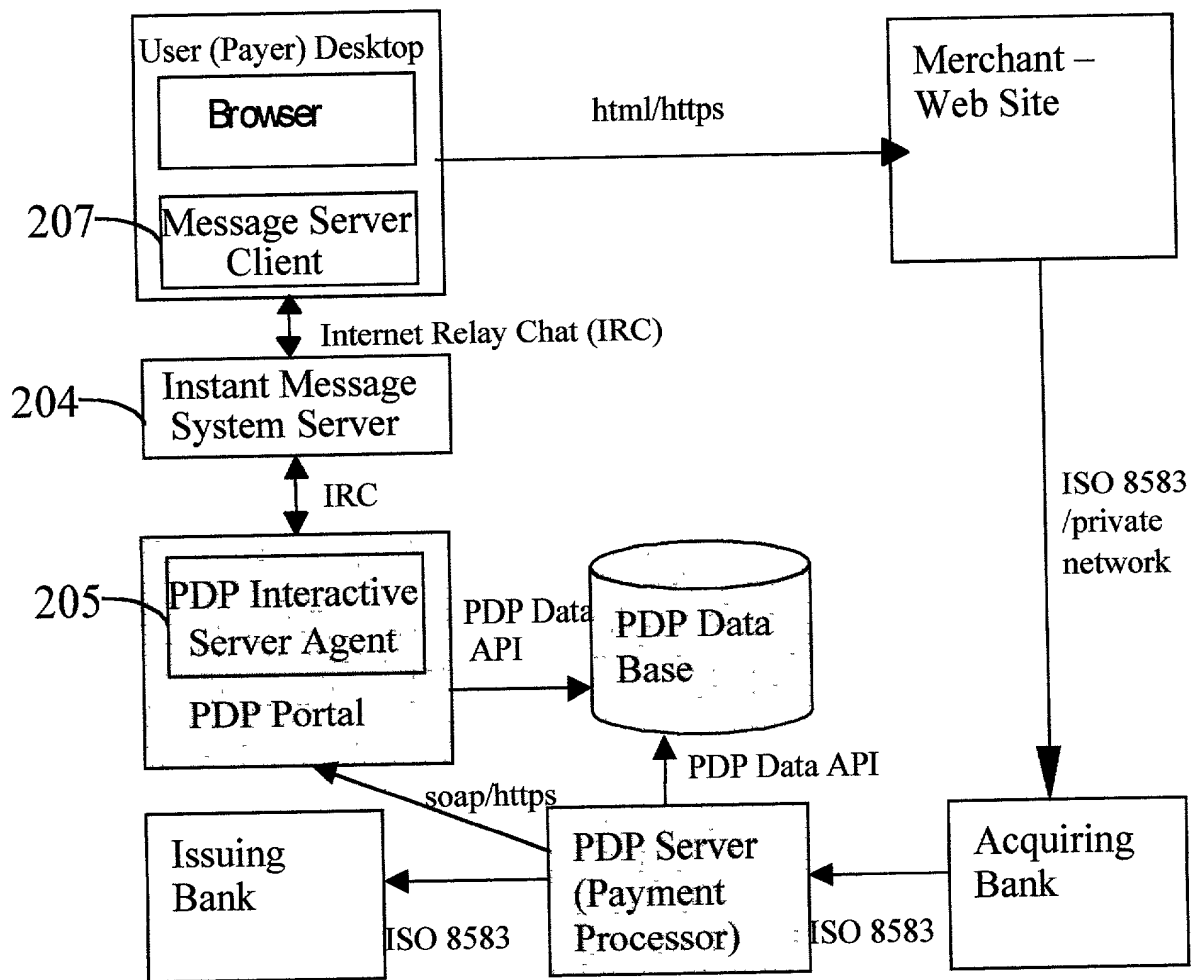 User (Payer) Desktop
Browser
207
Message Server
Client
html/https
Merchant –
Web Site
Internet Relay Chat (IRC)
204
Instant Message
System Server
IRC
ISO 8583
/private
network
205
PDP Interactive
Server Agent
PDP Portal
PDP Data
API
PDP Data
Base
PDP Data API
soap/https
Issuing
Bank
ISO 8583
PDP Server
(Payment
Processor)
ISO 8583
Acquiring
Bank